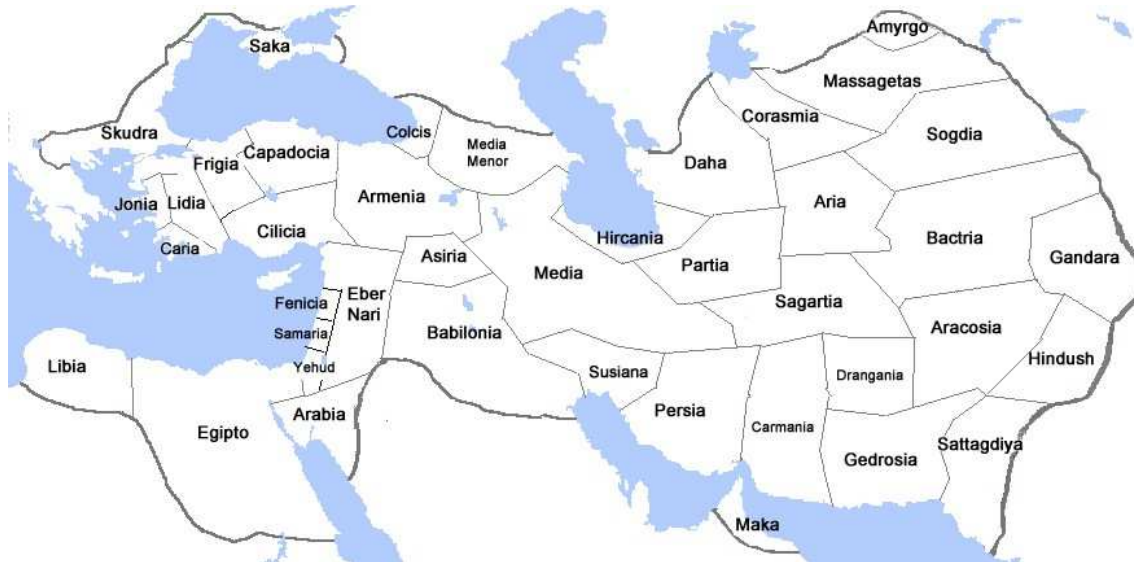 Saka
Amyrgo
Massagetas
Corasmia
Sogdia
Skudra
Colcis
Media
Menor
Capadocia
Frigia
Daha
Armenia
Jonia
Lidia
Aria
Cilicia
Caria
Hircania
Bactria
Asiria
Media
Partia
Gandara
Eber
Nari
Fenicia
Samaria
Yehud
Babilonia
Sagartia
Aracosia
Hindush
Libia
Susiana
Drangania
Arabia
Persia
Carmania
Egipto
Sattagdiya
Gedrosia
Maka